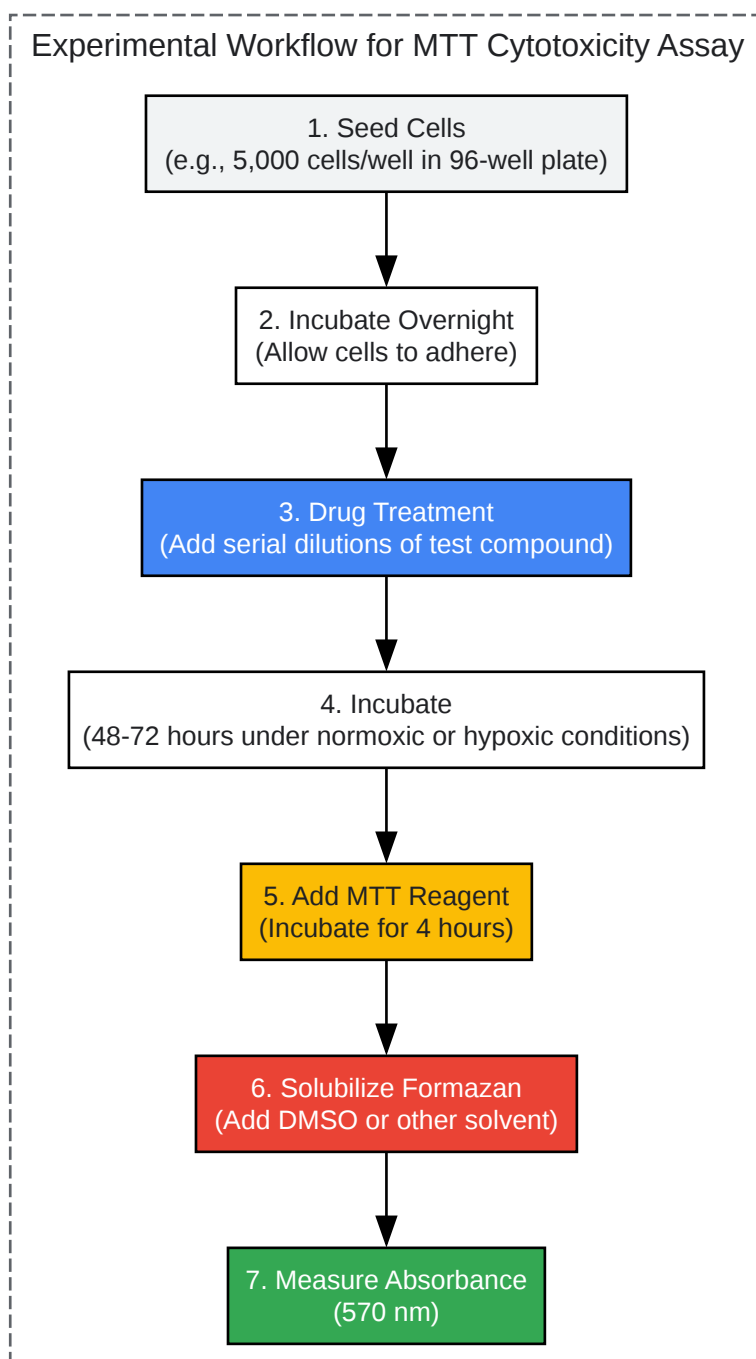 Experimental Workflow for MTT Cytotoxicity Assay
1. Seed Cells
(e.g., 5,000 cells/well in 96-well plate)
2. Incubate Overnight
(Allow cells to adhere)
3. Drug Treatment
(Add serial dilutions of test compound)
4. Incubate
(48-72 hours under normoxic or hypoxic conditions)
5. Add MTT Reagent
(Incubate for 4 hours)
6. Solubilize Formazan
(Add DMSO or other solvent)
7. Measure Absorbance
(570 nm)